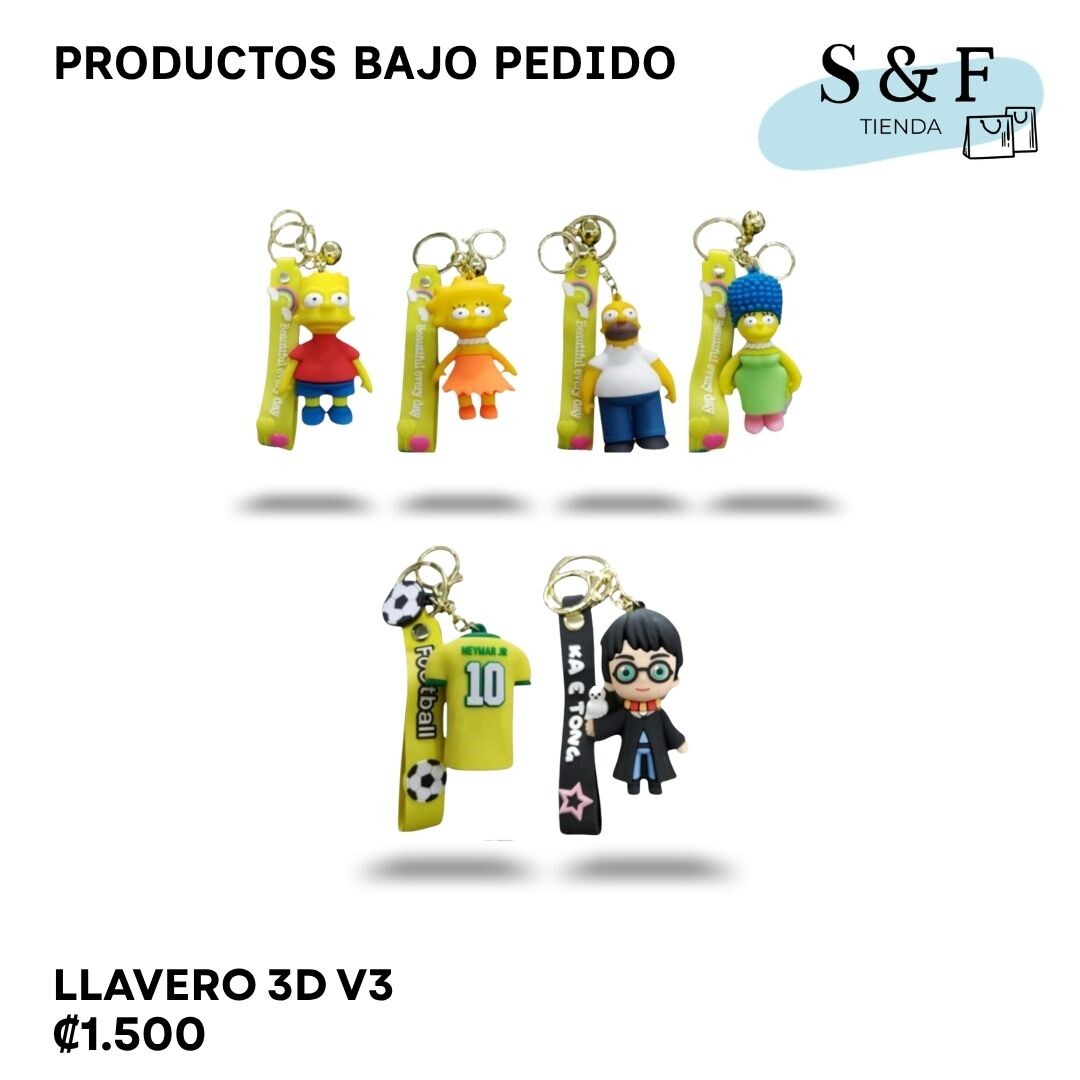 PRODUCTOS BAJO PEDIDO
S & F
TIENDA
Beautiful every day
Beautiful every day
Beautiful every day
Beautiful every day
Football
NEYMAR JR
10
KA E TONG
LLAVERO 3D V3
₡1.500